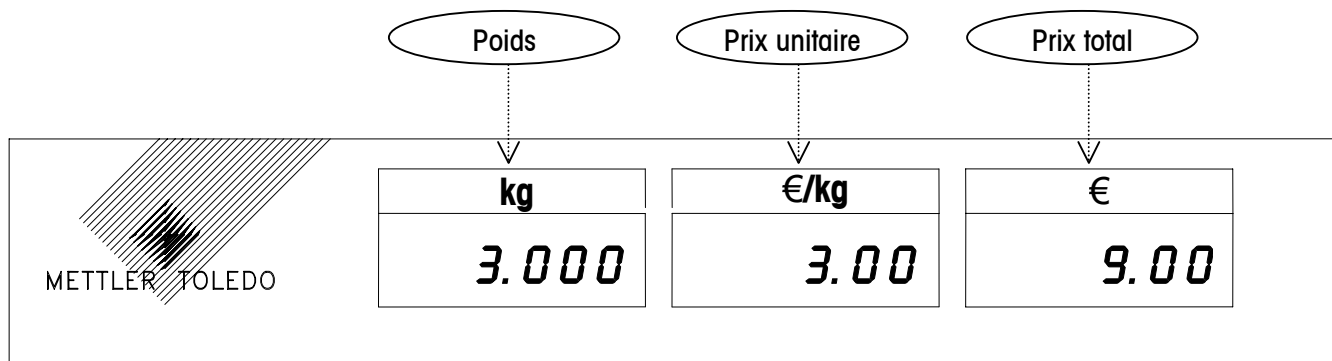 Poids Prix unitaire Prix total
kg €/kg €
3.000 3.00 9.00
METTLER TOLEDO